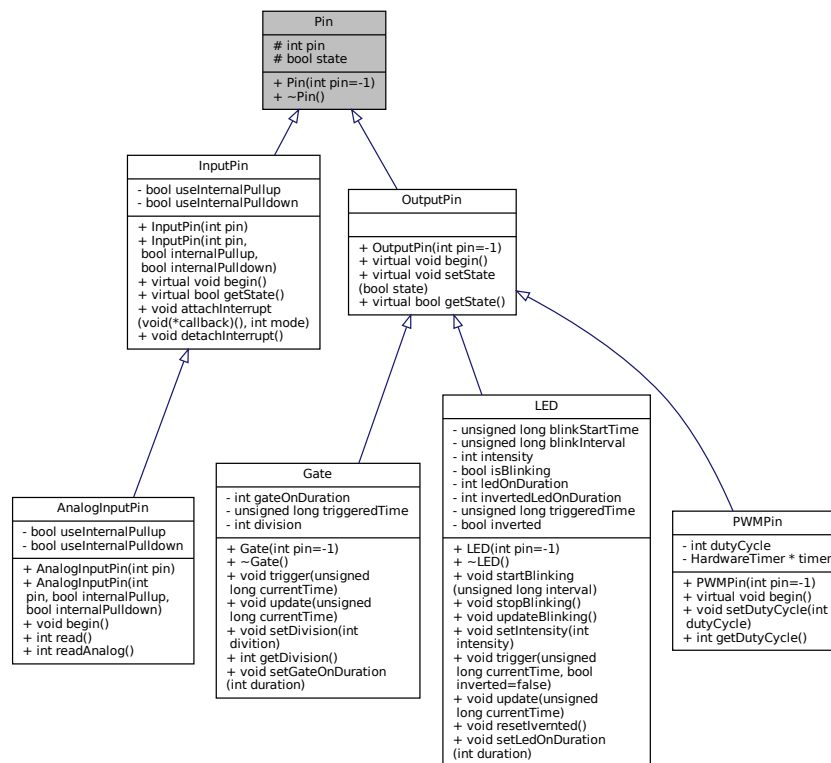 Pin
# int pin
# bool state
+ Pin(int pin=-1)
+ ~Pin()
InputPin
- bool useInternalPullup
- bool useInternalPulldown
+ InputPin(int pin)
+ InputPin(int pin,
bool internalPullup,
bool internalPulldown)
+ virtual void begin()
+ virtual bool getState()
+ void attachInterrupt
(void(*callback)(), int mode)
+ void detachInterrupt()
OutputPin
+ OutputPin(int pin=-1)
+ virtual void begin()
+ virtual void setState
(bool state)
+ virtual bool getState()
AnalogInputPin
- bool useInternalPullup
- bool useInternalPulldown
+ AnalogInputPin(int pin)
+ AnalogInputPin(int
pin, bool internalPullup,
bool internalPulldown)
+ void begin()
+ int read()
+ int readAnalog()
Gate
- int gateOnDuration
- unsigned long triggeredTime
- int division
+ Gate(int pin=-1)
+ ~Gate()
+ void trigger(unsigned
long currentTime)
+ void update(unsigned
long currentTime)
+ void setDivision(int
divition)
+ int getDivision()
+ void setGateOnDuration
(int duration)
LED
- unsigned long blinkStartTime
- unsigned long blinkInterval
- int intensity
- bool isBlinking
- int ledOnDuration
- int invertedLedOnDuration
- unsigned long triggeredTime
- bool inverted
+ LED(int pin=-1)
+ ~LED()
+ void startBlinking
(unsigned long interval)
+ void stopBlinking()
+ void updateBlinking()
+ void setIntensity(int
intensity)
+ void trigger(unsigned
long currentTime, bool
inverted=false)
+ void update(unsigned
long currentTime)
+ void resetIvernted()
+ void setLedOnDuration
(int duration)
PWMPin
- int dutyCycle
- HardwareTimer * timer
+ PWMPin(int pin=-1)
+ virtual void begin()
+ void setDutyCycle(int
dutyCycle)
+ int getDutyCycle()